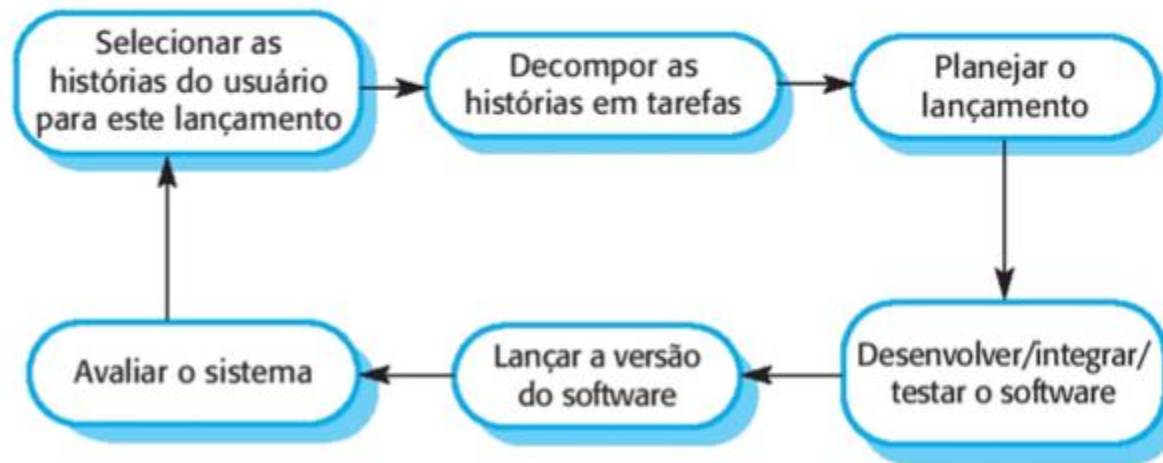 Selecionar as
histórias do usuário
para este lançamento
Decompor as
histórias em tarefas
Planejar o
lançamento
Desenvolver/integrar/
testar o software
Lançar a versão
do software
Avaliar o sistema